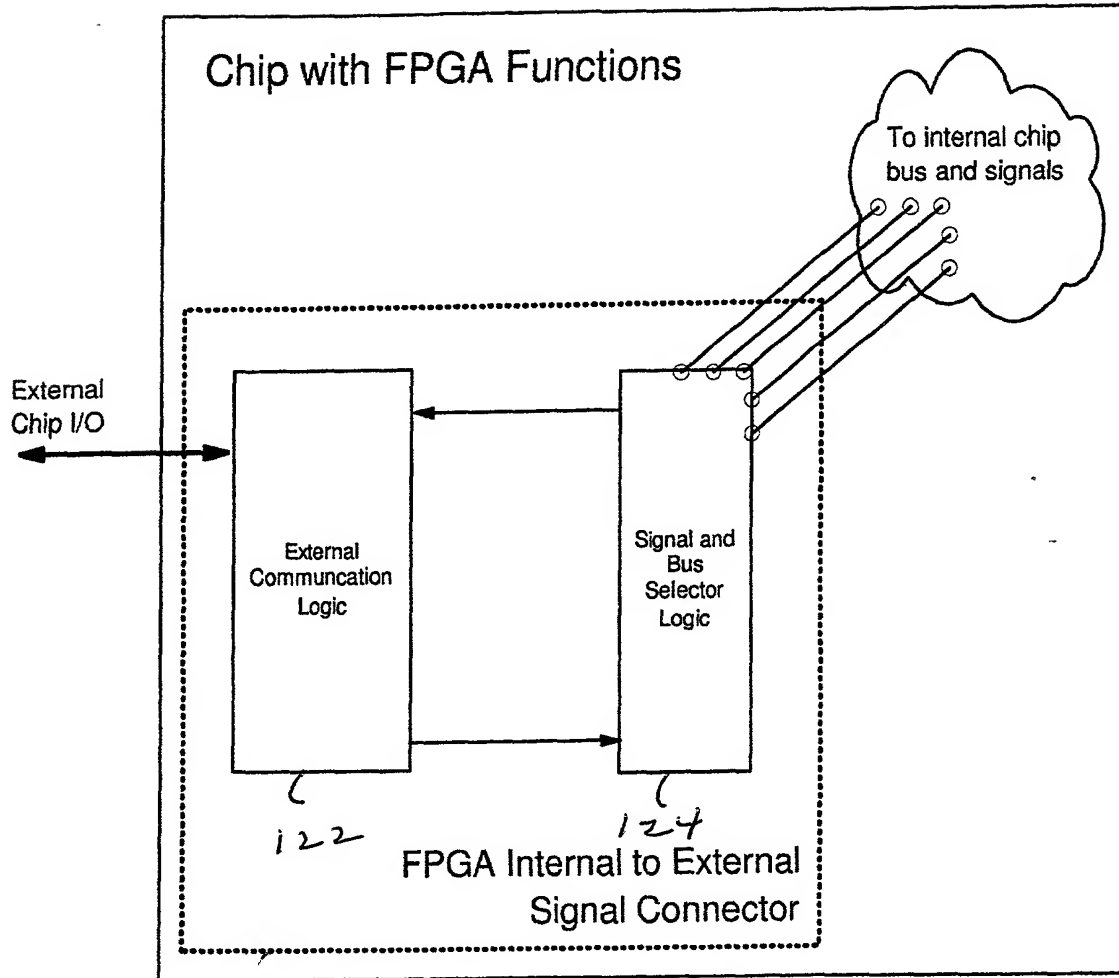 Chip with FPGA Functions
To internal chip
bus and signals
External
Chip I/O
External
Communcation
Logic
Signal and
Bus
Selector
Logic
122
124
FPGA Internal to External
Signal Connector